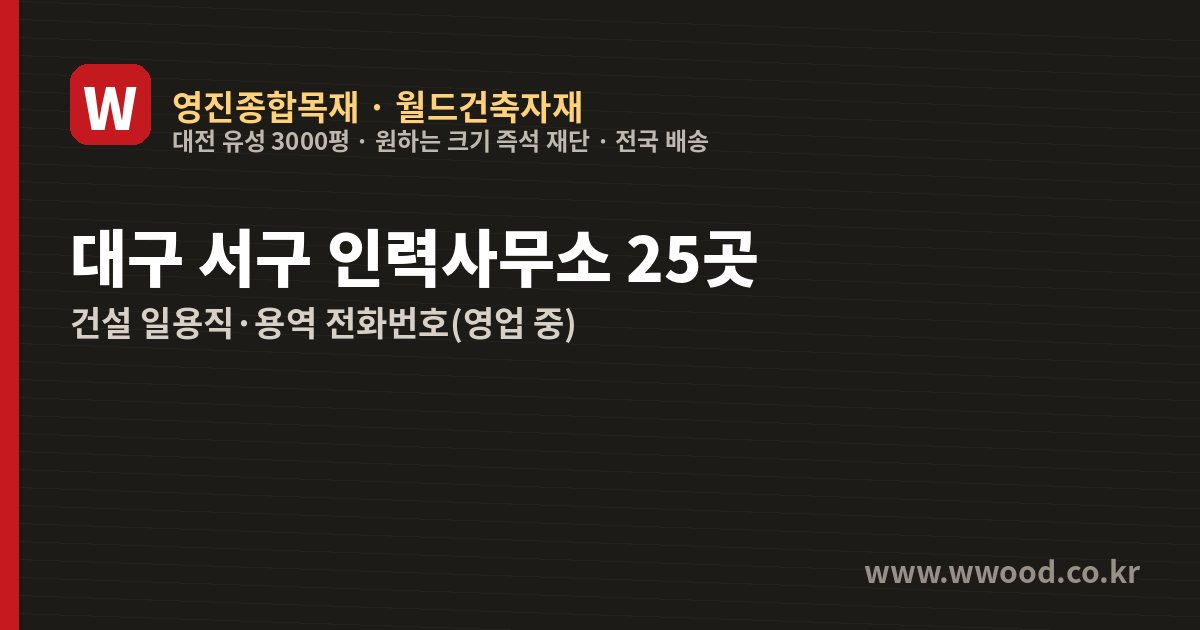 W
영진종합목재 · 월드건축자재
대전 유성 3000평 · 원하는 크기 즉석 재단 · 전국 배송
대구 서구 인력사무소 25곳
건설 일용직·용역 전화번호(영업 중)
www.wwood.co.kr